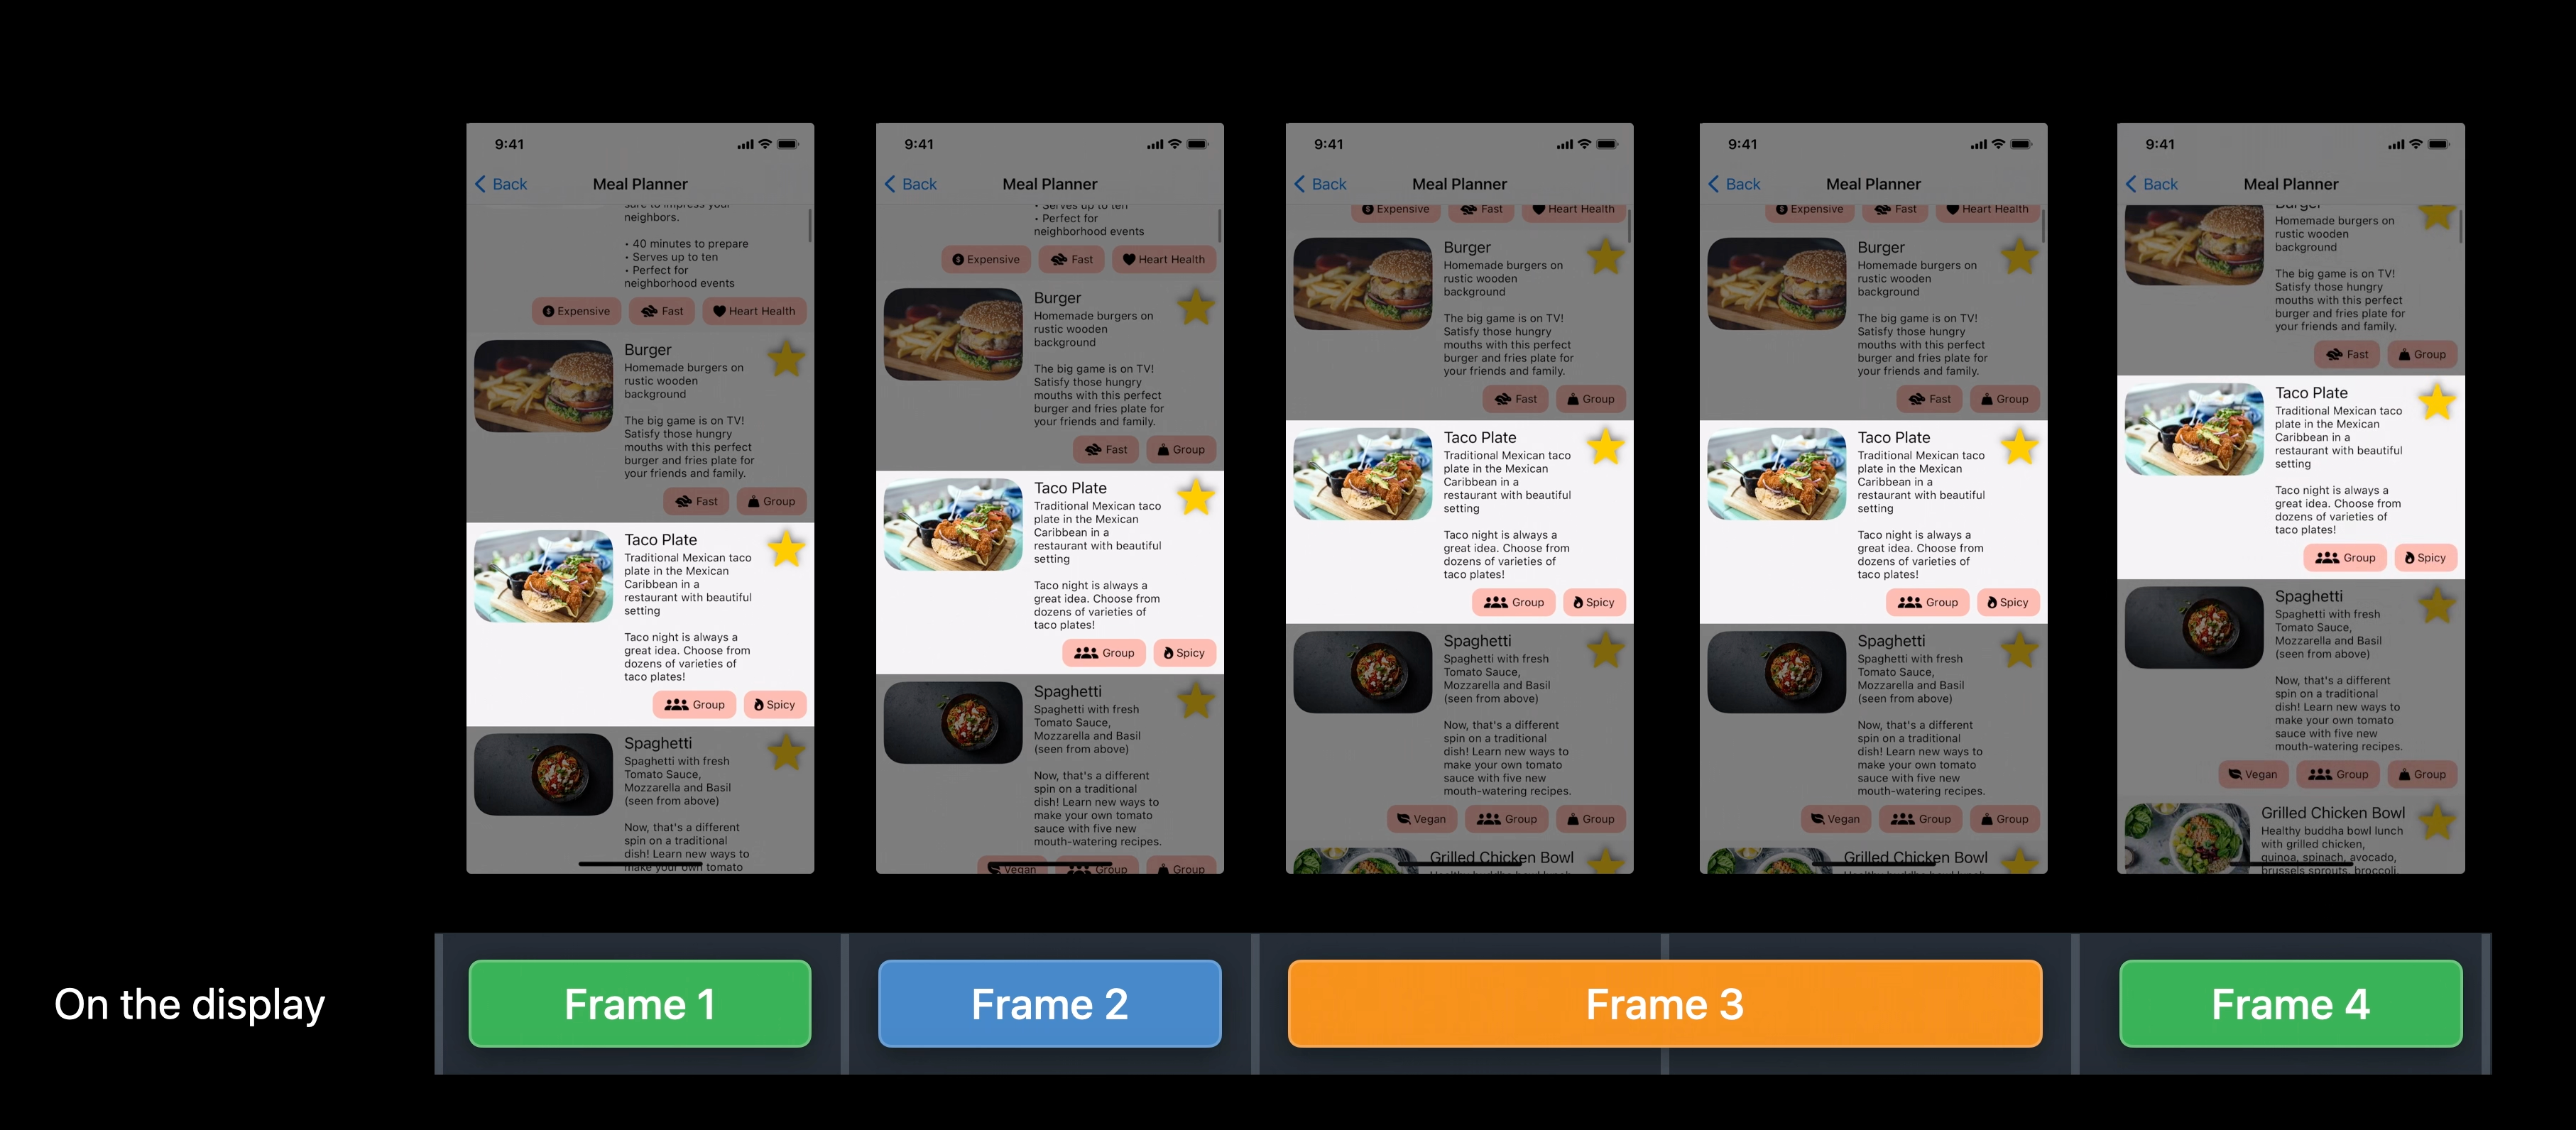 9:41
Back
Meal Planner
sure to impress your
neighbors.
• 40 minutes to prepare
• Serves up to ten
• Perfect for
neighborhood events
Expensive
Fast
Heart Health
Burger
Homemade burgers on
rustic wooden
background
The big game is on TV!
Satisfy those hungry
mouths with this perfect
burger and fries plate for
your friends and family.
Fast
Group
Taco Plate
Traditional Mexican taco
plate in the Mexican
Caribbean in a
restaurant with beautiful
setting
Taco night is always a
great idea. Choose from
dozens of varieties of
taco plates!
Group
Spicy
Spaghetti
Spaghetti with fresh
Tomato Sauce,
Mozzarella and Basil
(seen from above)
Now, that's a different
spin on a traditional
dish! Learn new ways to
make your own tomato
9:41
Back
Meal Planner
• Serves up to ten
• Perfect for
neighborhood events
Expensive
Fast
Heart Health
Burger
Homemade burgers on
rustic wooden
background
The big game is on TV!
Satisfy those hungry
mouths with this perfect
burger and fries plate for
your friends and family.
Fast
Group
Taco Plate
Traditional Mexican taco
plate in the Mexican
Caribbean in a
restaurant with beautiful
setting
Taco night is always a
great idea. Choose from
dozens of varieties of
taco plates!
Group
Spicy
Spaghetti
Spaghetti with fresh
Tomato Sauce,
Mozzarella and Basil
(seen from above)
Now, that's a different
spin on a traditional
dish! Learn new ways to
make your own tomato
sauce with five new
mouth-watering recipes.
Vegan
Group
Group
9:41
Back
Meal Planner
Expensive
Fast
Heart Health
Burger
Homemade burgers on
rustic wooden
background
The big game is on TV!
Satisfy those hungry
mouths with this perfect
burger and fries plate for
your friends and family.
Fast
Group
Taco Plate
Traditional Mexican taco
plate in the Mexican
Caribbean in a
restaurant with beautiful
setting
Taco night is always a
great idea. Choose from
dozens of varieties of
taco plates!
Group
Spicy
Spaghetti
Spaghetti with fresh
Tomato Sauce,
Mozzarella and Basil
(seen from above)
Now, that's a different
spin on a traditional
dish! Learn new ways to
make your own tomato
sauce with five new
mouth-watering recipes.
Vegan
Group
Group
Grilled Chicken Bowl
9:41
Back
Meal Planner
Expensive
Fast
Heart Health
Burger
Homemade burgers on
rustic wooden
background
The big game is on TV!
Satisfy those hungry
mouths with this perfect
burger and fries plate for
your friends and family.
Fast
Group
Taco Plate
Traditional Mexican taco
plate in the Mexican
Caribbean in a
restaurant with beautiful
setting
Taco night is always a
great idea. Choose from
dozens of varieties of
taco plates!
Group
Spicy
Spaghetti
Spaghetti with fresh
Tomato Sauce,
Mozzarella and Basil
(seen from above)
Now, that's a different
spin on a traditional
dish! Learn new ways to
make your own tomato
sauce with five new
mouth-watering recipes.
Vegan
Group
Group
Grilled Chicken Bowl
9:41
Back
Meal Planner
Burger
Homemade burgers on
rustic wooden
background
The big game is on TV!
Satisfy those hungry
mouths with this perfect
burger and fries plate for
your friends and family.
Fast
Group
Taco Plate
Traditional Mexican taco
plate in the Mexican
Caribbean in a
restaurant with beautiful
setting
Taco night is always a
great idea. Choose from
dozens of varieties of
taco plates!
Group
Spicy
Spaghetti
Spaghetti with fresh
Tomato Sauce,
Mozzarella and Basil
(seen from above)
Now, that's a different
spin on a traditional
dish! Learn new ways to
make your own tomato
sauce with five new
mouth-watering recipes.
Vegan
Group
Group
Grilled Chicken Bowl
Healthy buddha bowl lunch
with grilled chicken,
quinoa, spinach, avocado,
brussels sprouts, broccoli,
On the display
Frame 1
Frame 2
Frame 3
Frame 4